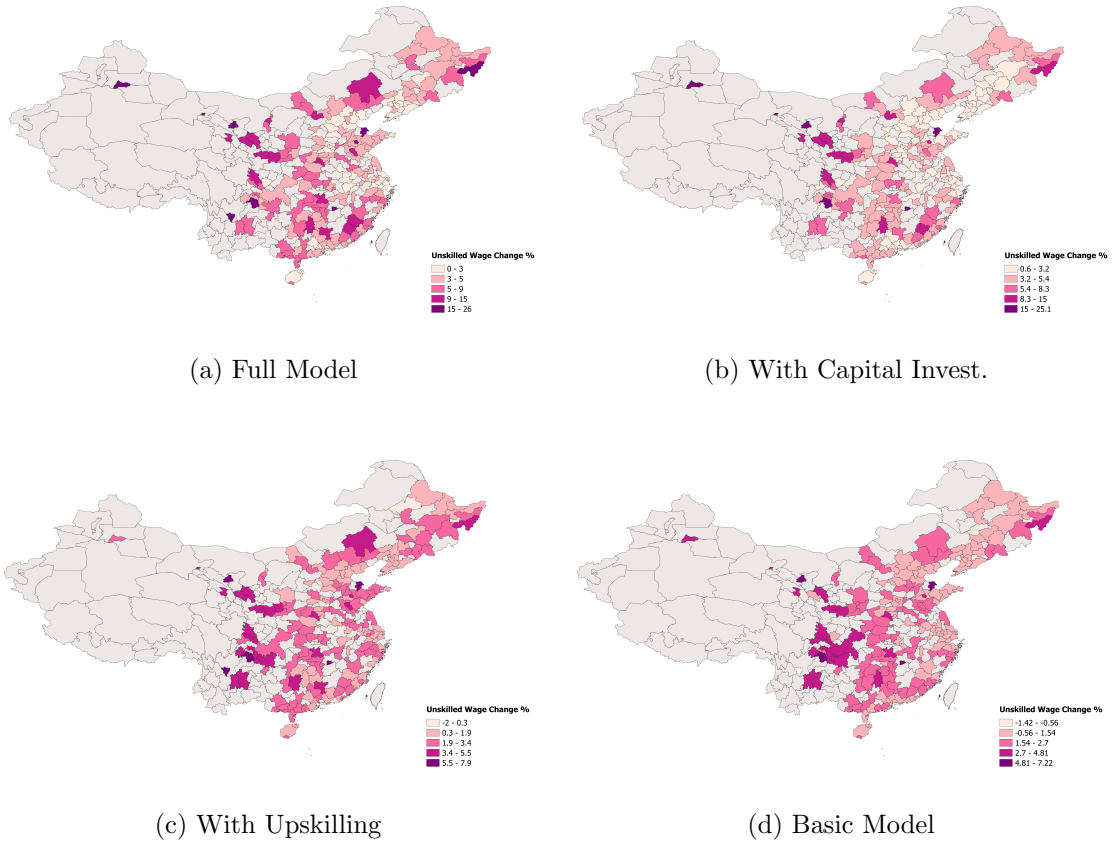 Unskilled Wage Change %
0 - 3
3 - 5
5 - 9
9 - 15
15 - 26
(a) Full Model
Unskilled Wage Change %
0.6 - 3.2
3.2 - 5.4
5.4 - 8.3
8.3 - 15
15 - 25.1
(b) With Capital Invest.
Unskilled Wage Change %
-2 - 0.3
0.3 - 1.9
1.9 - 3.4
3.4 - 5.5
5.5 - 7.9
(c) With Upskilling
Unskilled Wage Change %
-1.42 - -0.56
-0.56 - 1.54
1.54 - 2.7
2.7 - 4.81
4.81 - 7.22
(d) Basic Model